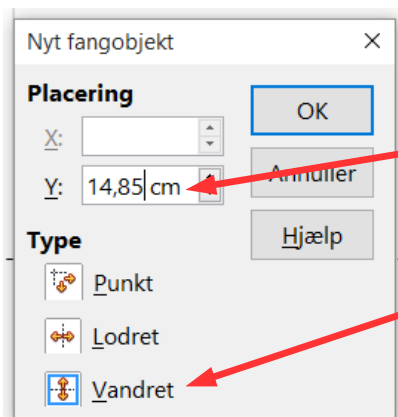 Nyt fangobjekt
Placering
X:
Y: 14,85 cm
OK
Annuller
Hjælp
Type
Punkt
Lodret
Vandret